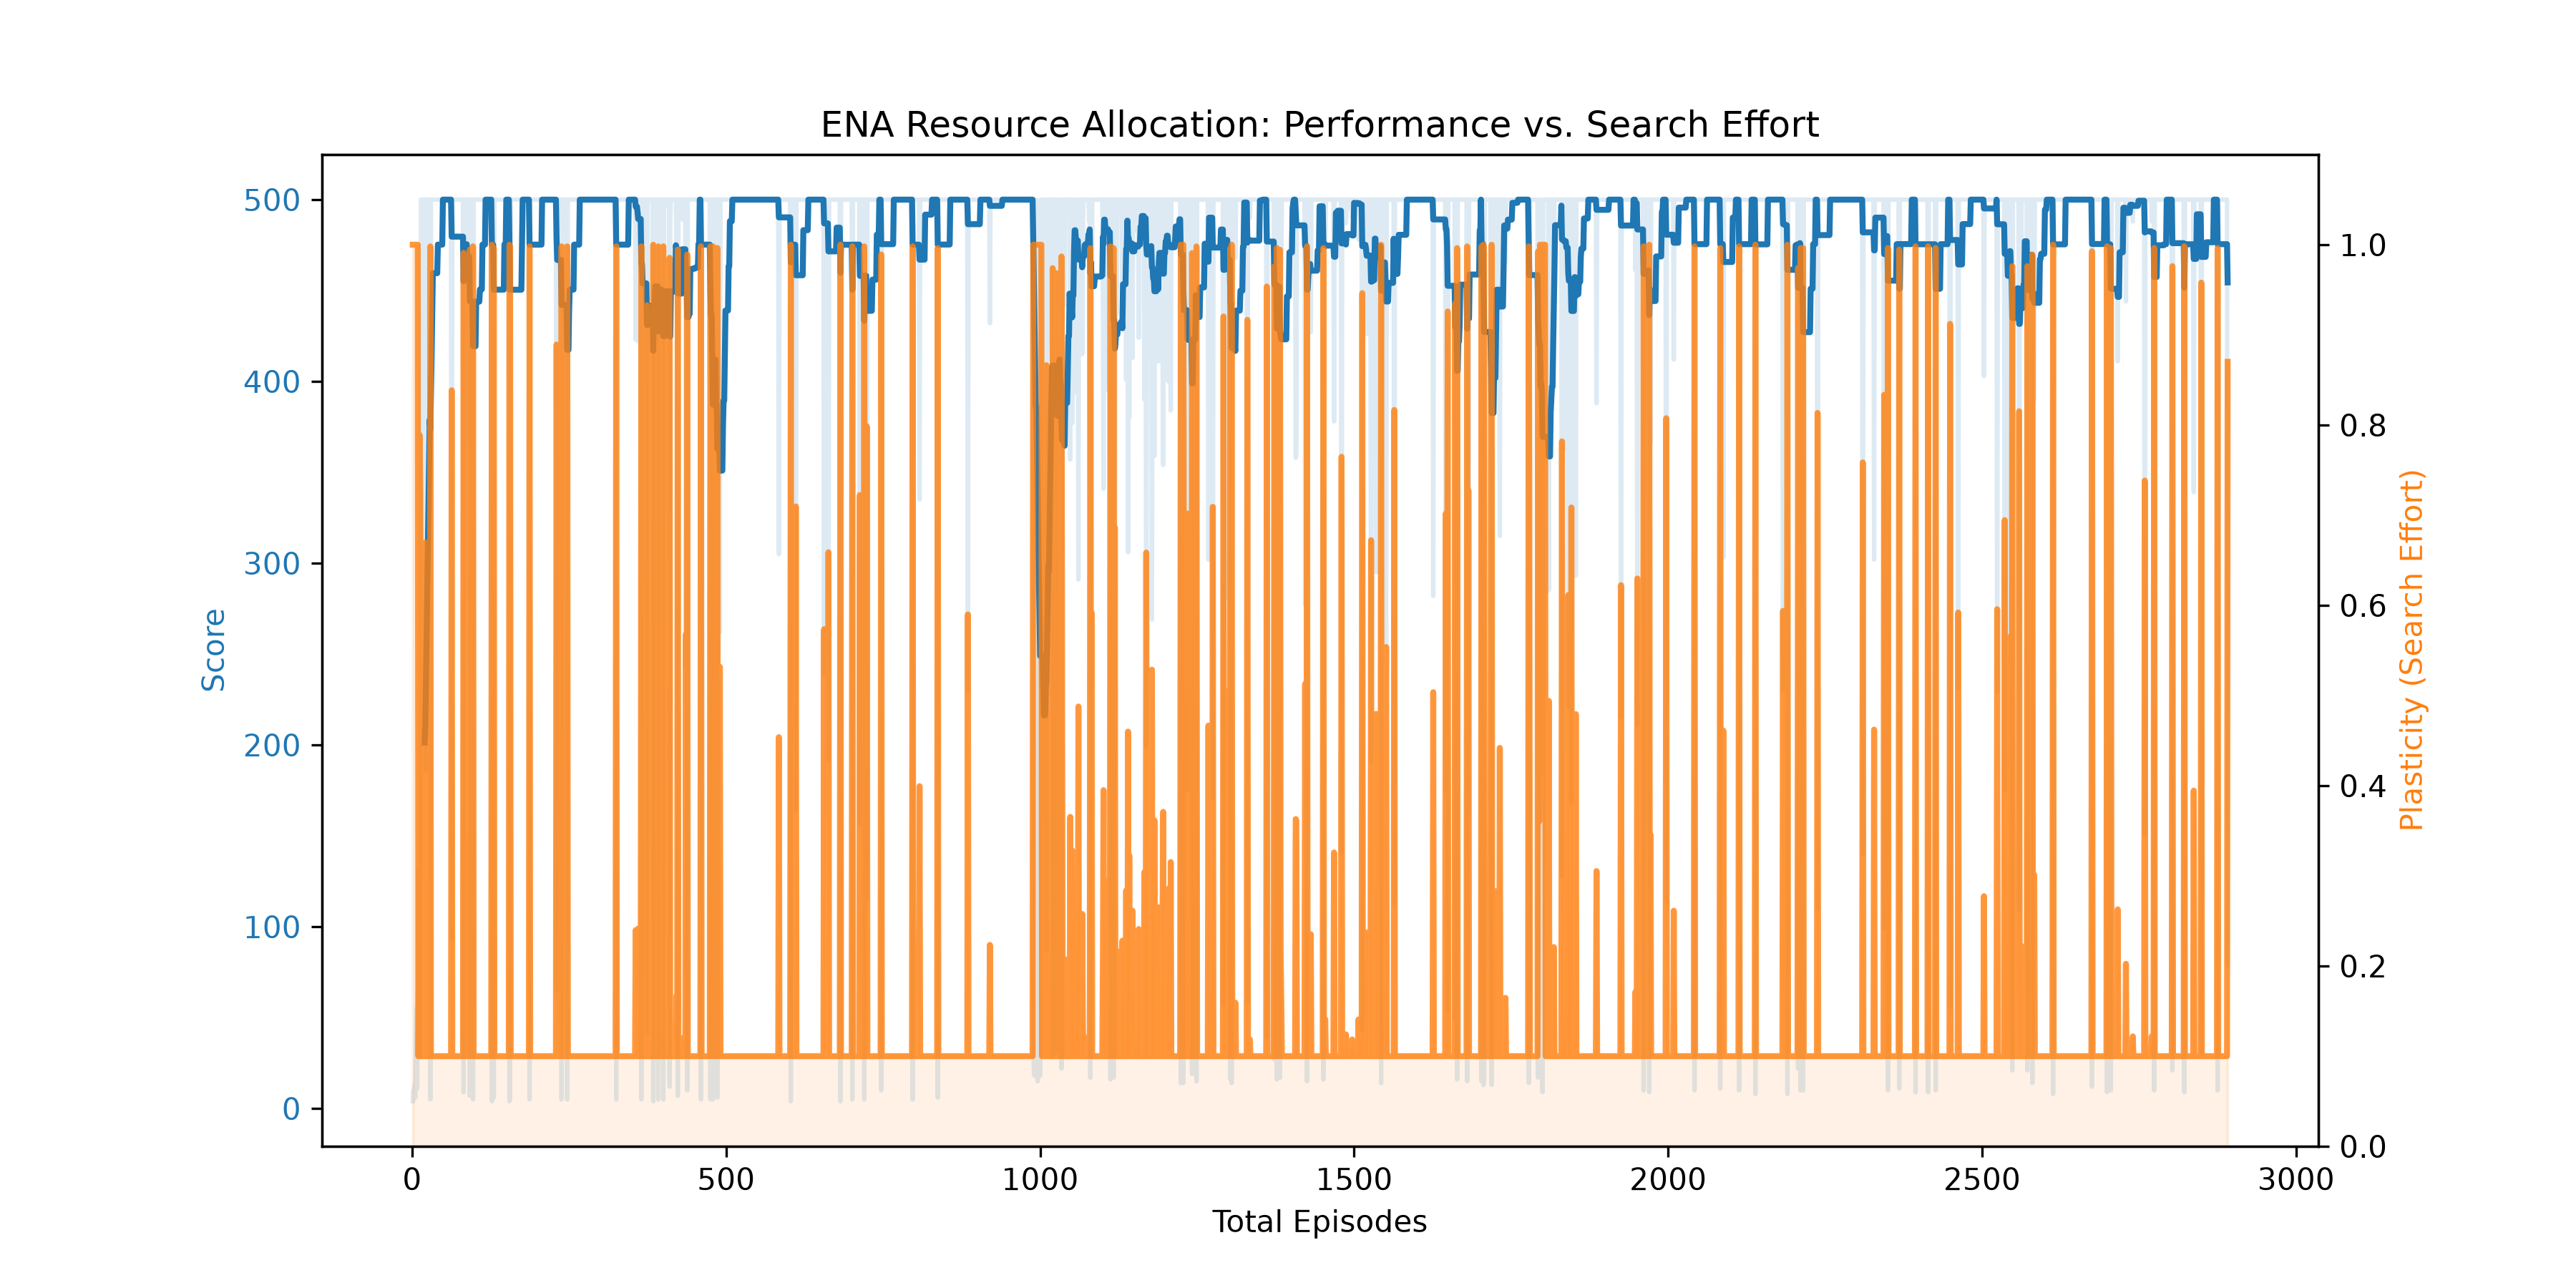 ENA Resource Allocation: Performance vs. Search Effort
500
400
300
200
100
0
Score
1.0
0.8
0.6
0.4
0.2
0.0
Plasticity (Search Effort)
0 500 1000 1500 2000 2500 3000
Total Episodes